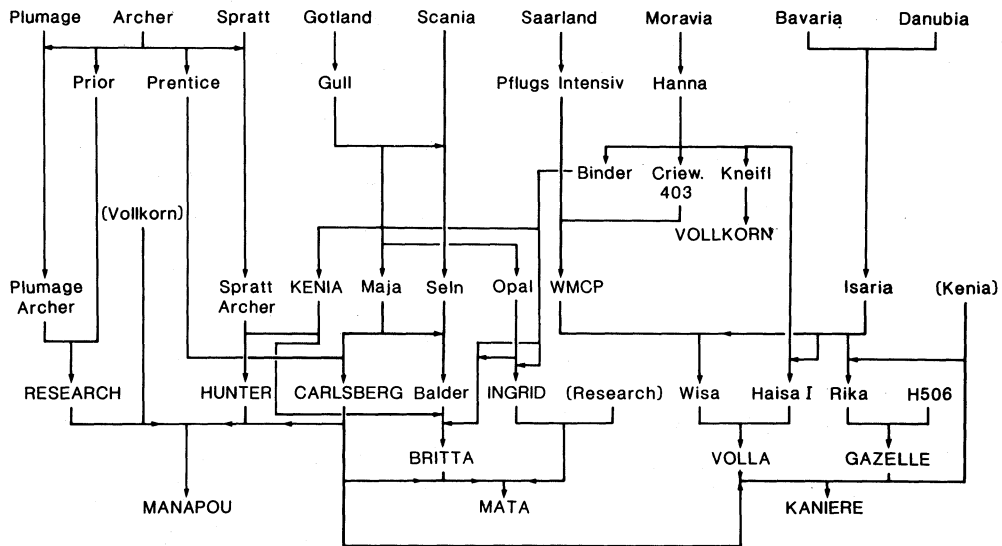 Plumage Archer Spratt Gotland Scania Saarland Moravia Bavaria Danubia
Prior Prentice Gull Pflugs Intensiv Hanna
Binder Criew. Kneifl
403
(Vollkorn)
VOLLKORN
Plumage Spratt KENIA Maja Seln Opal WMCP Isaria (Kenia)
Archer Archer
RESEARCH HUNTER CARLSBERG Balder INGRID (Research) Wisa Haisa I Rika H506
BRITTA VOLLA GAZELLE
MANAPOU MATA KANIERE